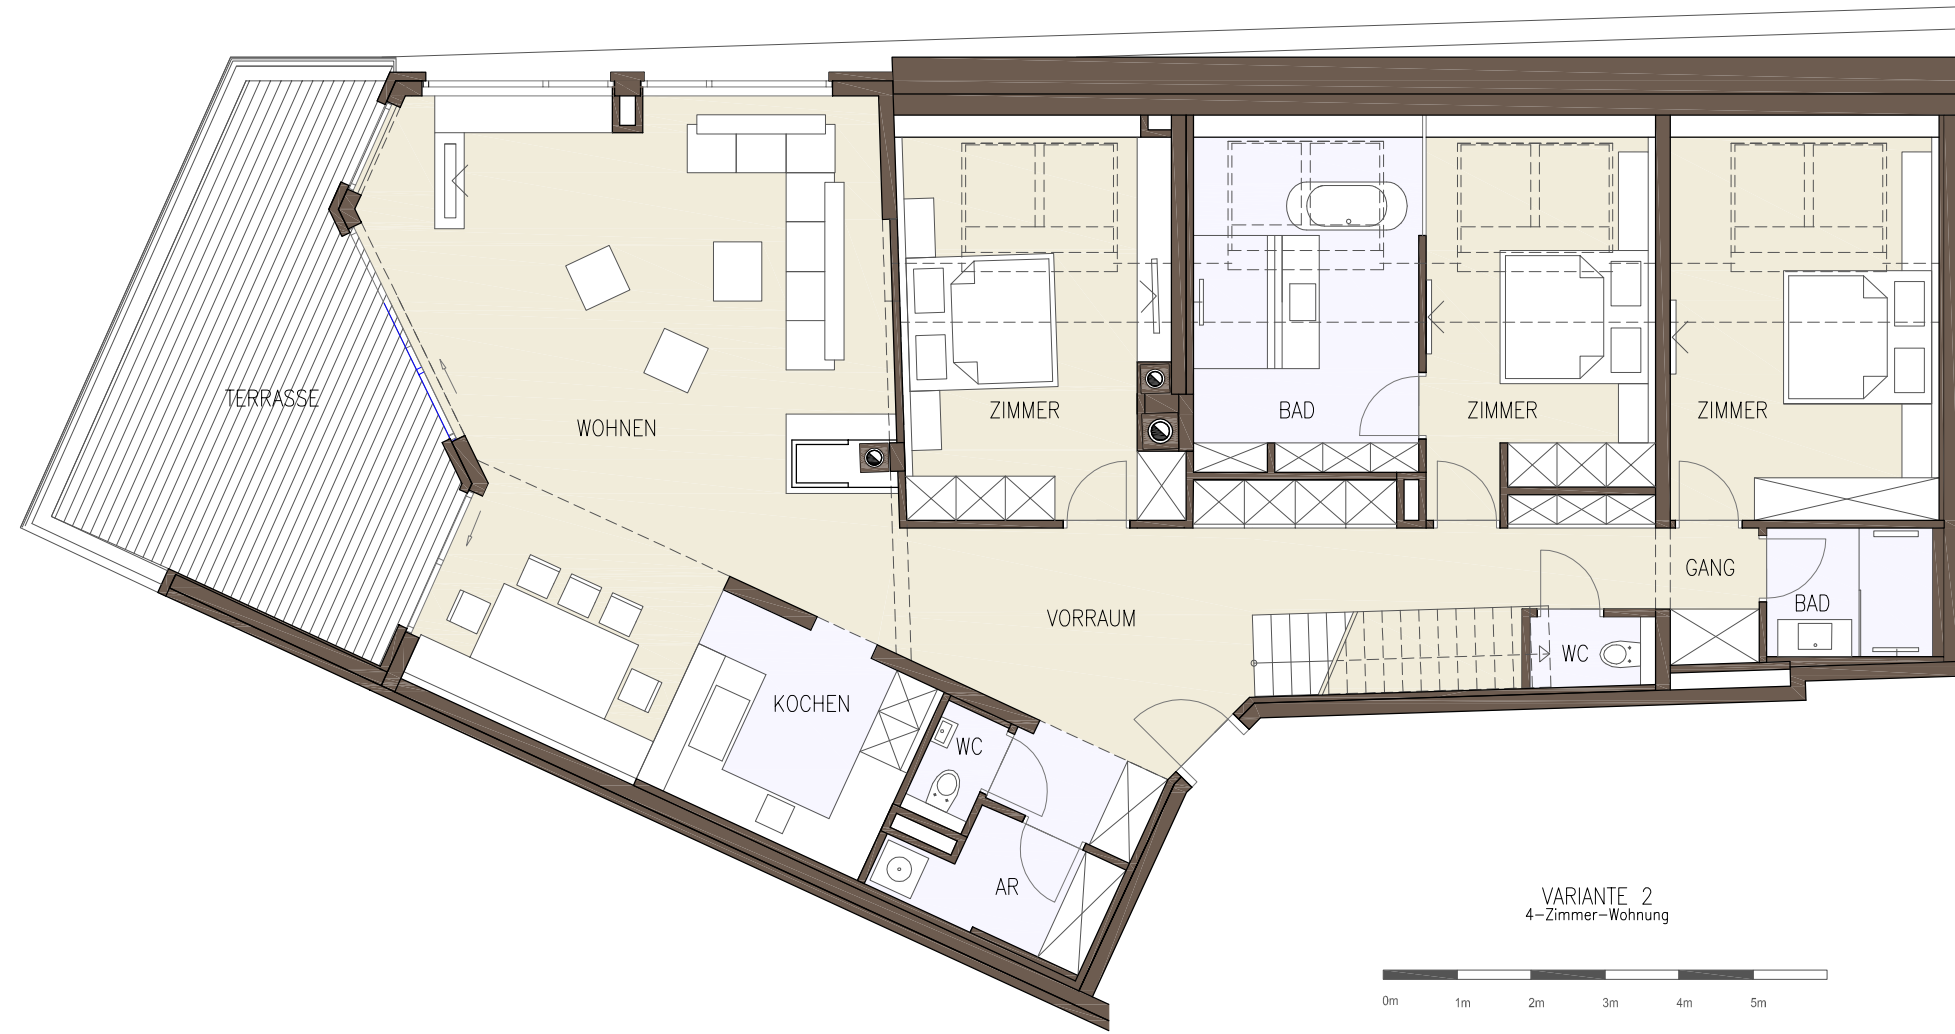 TERRASSE
WOHNEN
ZIMMER
BAD
ZIMMER
ZIMMER
GANG
BAD
VORRAUM
WC
KOCHEN
WC
AR
VARIANTE 2
4-Zimmer-Wohnung
0m 1m 2m 3m 4m 5m